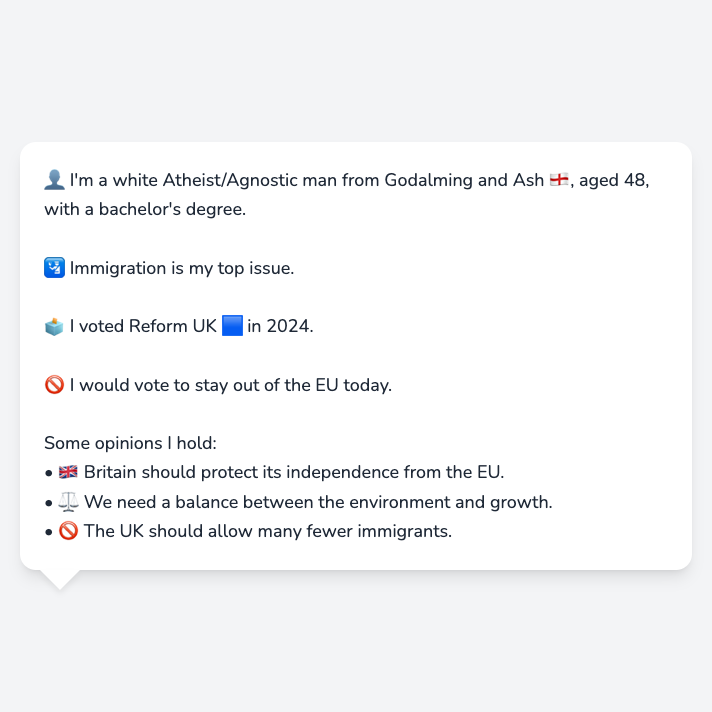 👤 I'm a white Atheist/Agnostic man from Godalming and Ash 🏴󠁧󠁢󠁥󠁮󠁧󠁿, aged 48,
with a bachelor's degree.
🛂 Immigration is my top issue.
🗳️ I voted Reform UK 🟦 in 2024.
🚫 I would vote to stay out of the EU today.
Some opinions I hold:
• 🇬🇧 Britain should protect its independence from the EU.
• ⚖️ We need a balance between the environment and growth.
• 🚫 The UK should allow many fewer immigrants.